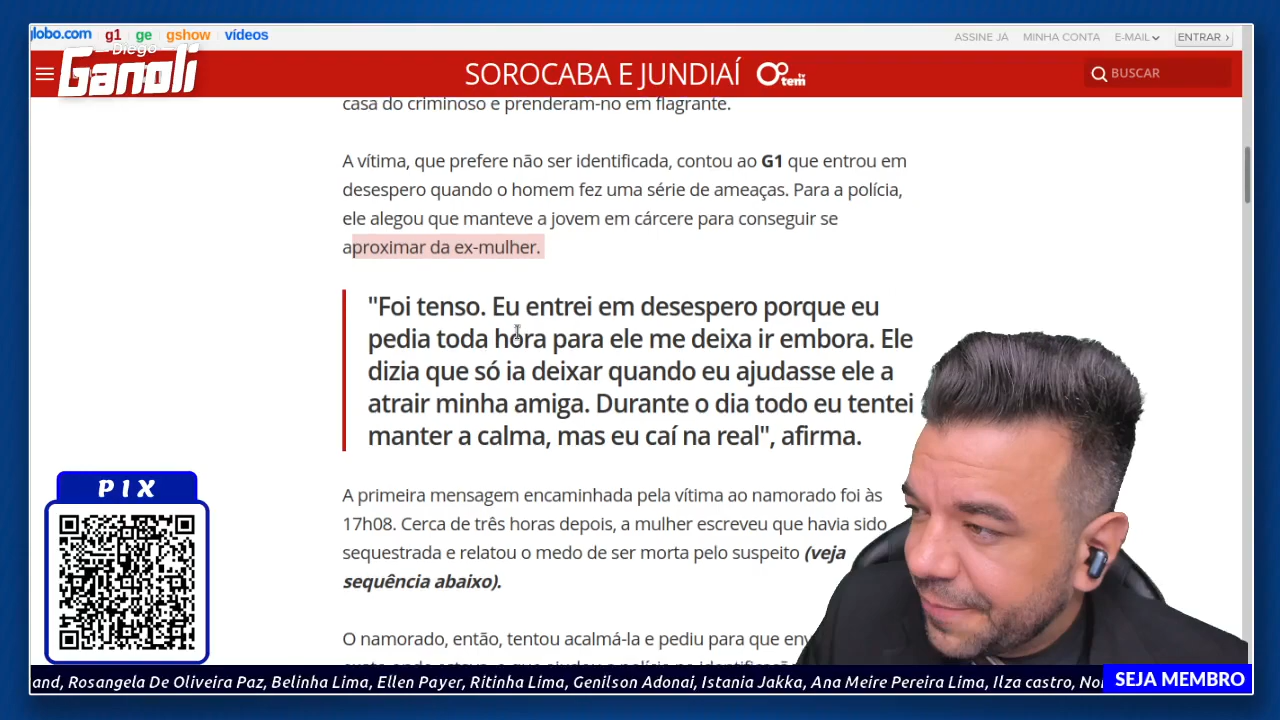 globo.com g1 ge gshow vídeos
ASSINE JÁ MINHA CONTA E-MAIL ENTRAR ›
Diego
Ganoli
SOROCABA E JUNDIAÍ tem
BUSCAR
casa do criminoso e prenderam-no em flagrante.
A vítima, que prefere não ser identificada, contou ao G1 que entrou em
desespero quando o homem fez uma série de ameaças. Para a polícia,
ele alegou que manteve a jovem em cárcere para conseguir se
aproximar da ex-mulher.
"Foi tenso. Eu entrei em desespero porque eu
pedia toda hora para ele me deixa ir embora. Ele
dizia que só ia deixar quando eu ajudasse ele a
atrair minha amiga. Durante o dia todo eu tentei
manter a calma, mas eu caí na real", afirma.
A primeira mensagem encaminhada pela vítima ao namorado foi às
17h08. Cerca de três horas depois, a mulher escreveu que havia sido
sequestrada e relatou o medo de ser morta pelo suspeito (veja
sequência abaixo).
O namorado, então, tentou acalmá-la e pediu para que
PIX
and, Rosangela De Oliveira Paz, Belinha Lima, Ellen Payer, Ritinha Lima, Genilson Adonai, Istania Jakka, Ana Meire Pereira Lima, Ilza castro,
SEJA MEMBRO